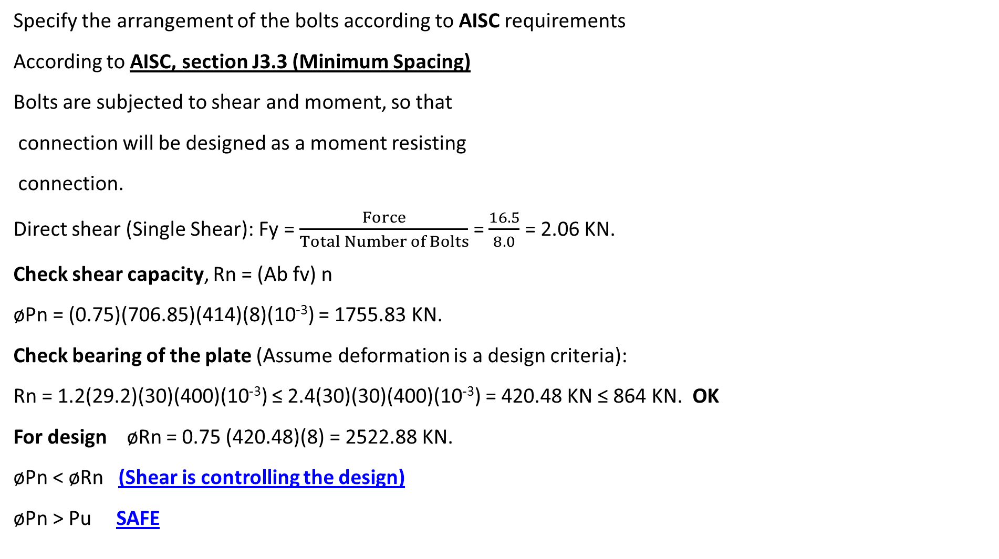 Specify the arrangement of the bolts according to AISC requirements
According to AISC, section J3.3 (Minimum Spacing)
Bolts are subjected to shear and moment, so that
connection will be designed as a moment resisting
connection.
Direct shear (Single Shear): Fy = Force / Total Number of Bolts = 16.5 / 8.0 = 2.06 KN.
Check shear capacity, Rn = (Ab fv) n
øPn = (0.75)(706.85)(414)(8)(10⁻³) = 1755.83 KN.
Check bearing of the plate (Assume deformation is a design criteria):
Rn = 1.2(29.2)(30)(400)(10⁻³) ≤ 2.4(30)(30)(400)(10⁻³) = 420.48 KN ≤ 864 KN. OK
For design øRn = 0.75 (420.48)(8) = 2522.88 KN.
øPn < øRn (Shear is controlling the design)
øPn > Pu SAFE